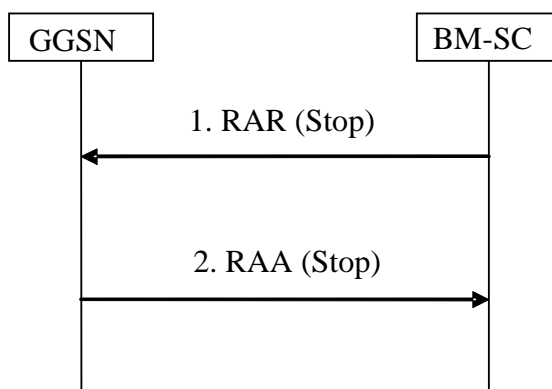 GGSN
BM-SC
1. RAR (Stop)
2. RAA (Stop)